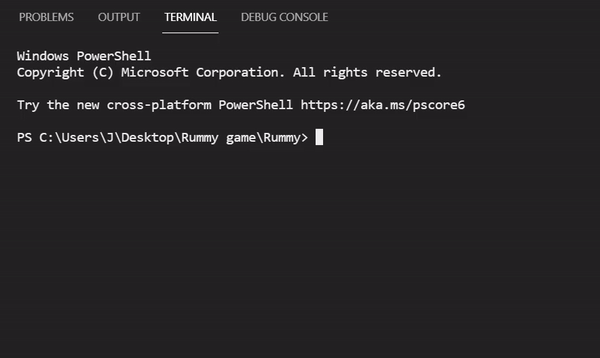 PROBLEMS OUTPUT TERMINAL DEBUG CONSOLE
Windows PowerShell
Copyright (C) Microsoft Corporation. All rights reserved.
Try the new cross-platform PowerShell https://aka.ms/pscore6
PS C:\Users\J\Desktop\Rummy game\Rummy>